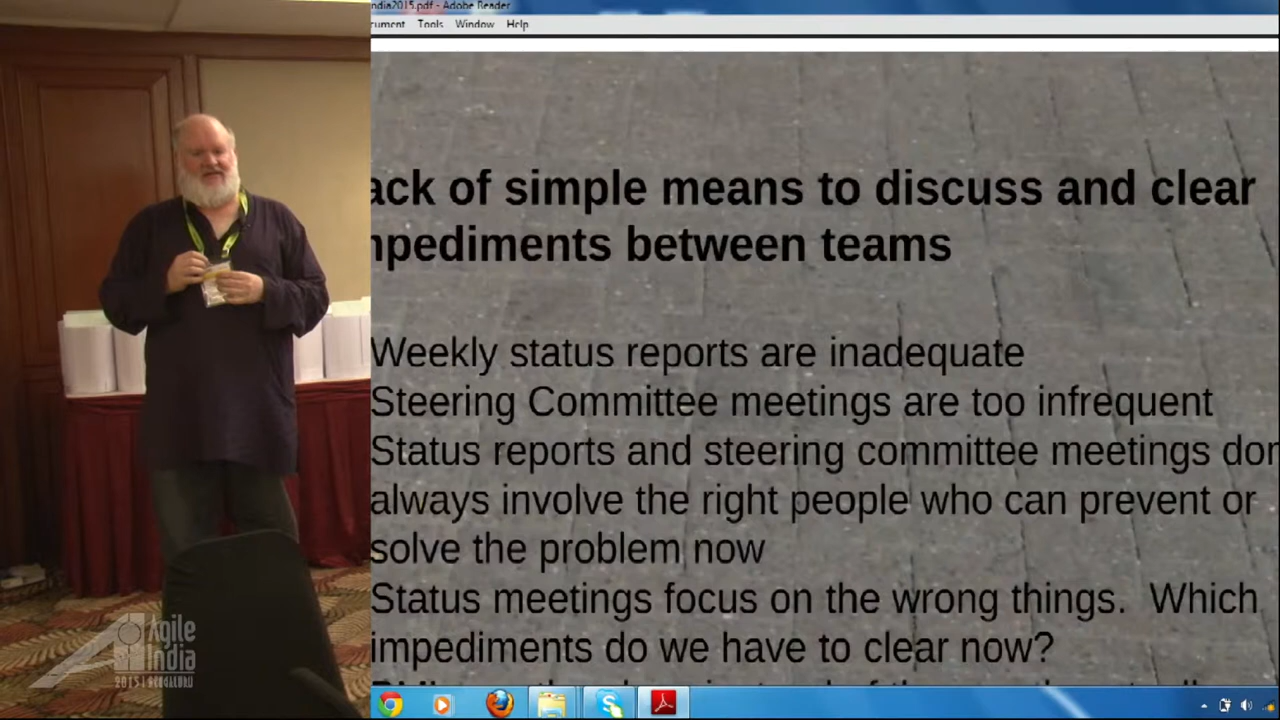 india2015.pdf - Adobe Reader
cument Tools Window Help
ack of simple means to discuss and clear
mpediments between teams
Weekly status reports are inadequate
Steering Committee meetings are too infrequent
Status reports and steering committee meetings don
always involve the right people who can prevent or
solve the problem now
Status meetings focus on the wrong things. Which
impediments do we have to clear now?
Agile
India
2015 | BENGALURU